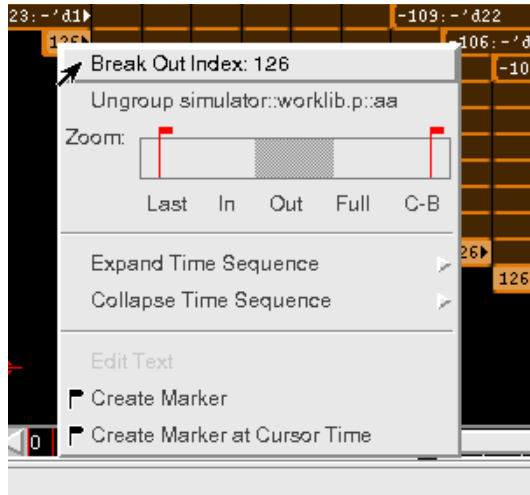 23:-'d1
-109:-'d22
126
-106:-'d
Break Out Index: 126
-10
Ungroup simulator::worklib.p::aa
Zoom:
Last In Out Full C-B
26
Expand Time Sequence
126
Collapse Time Sequence
Edit Text
Create Marker
0
Create Marker at Cursor Time